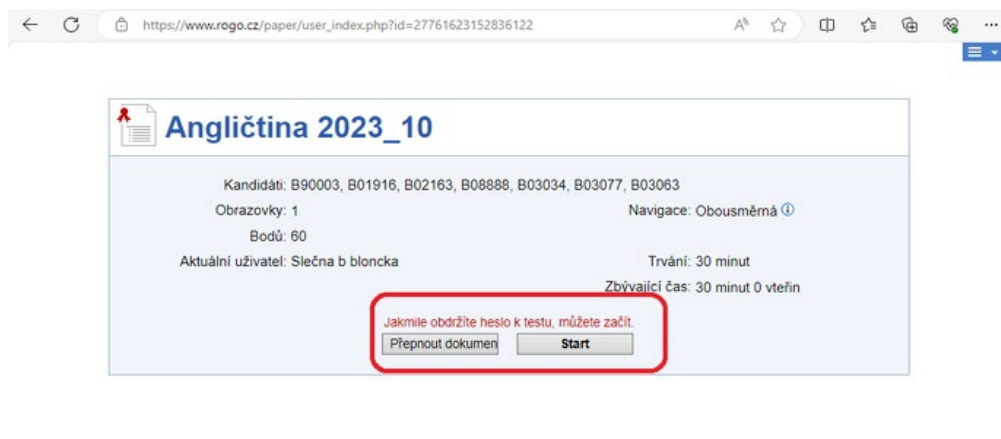 https://www.rogo.cz/paper/user_index.php?id=27761623152836122
Angličtina 2023_10
Kandidáti: B90003, B01916, B02163, B08888, B03034, B03077, B03063
Obrazovky: 1
Navigace: Obousměrná
Bodů: 60
Aktuální uživatel: Slečna b bloncka
Trvání: 30 minut
Zbývající čas: 30 minut 0 vteřin
Jakmile obdržíte heslo k testu, můžete začít.
Přepnout dokumen Start